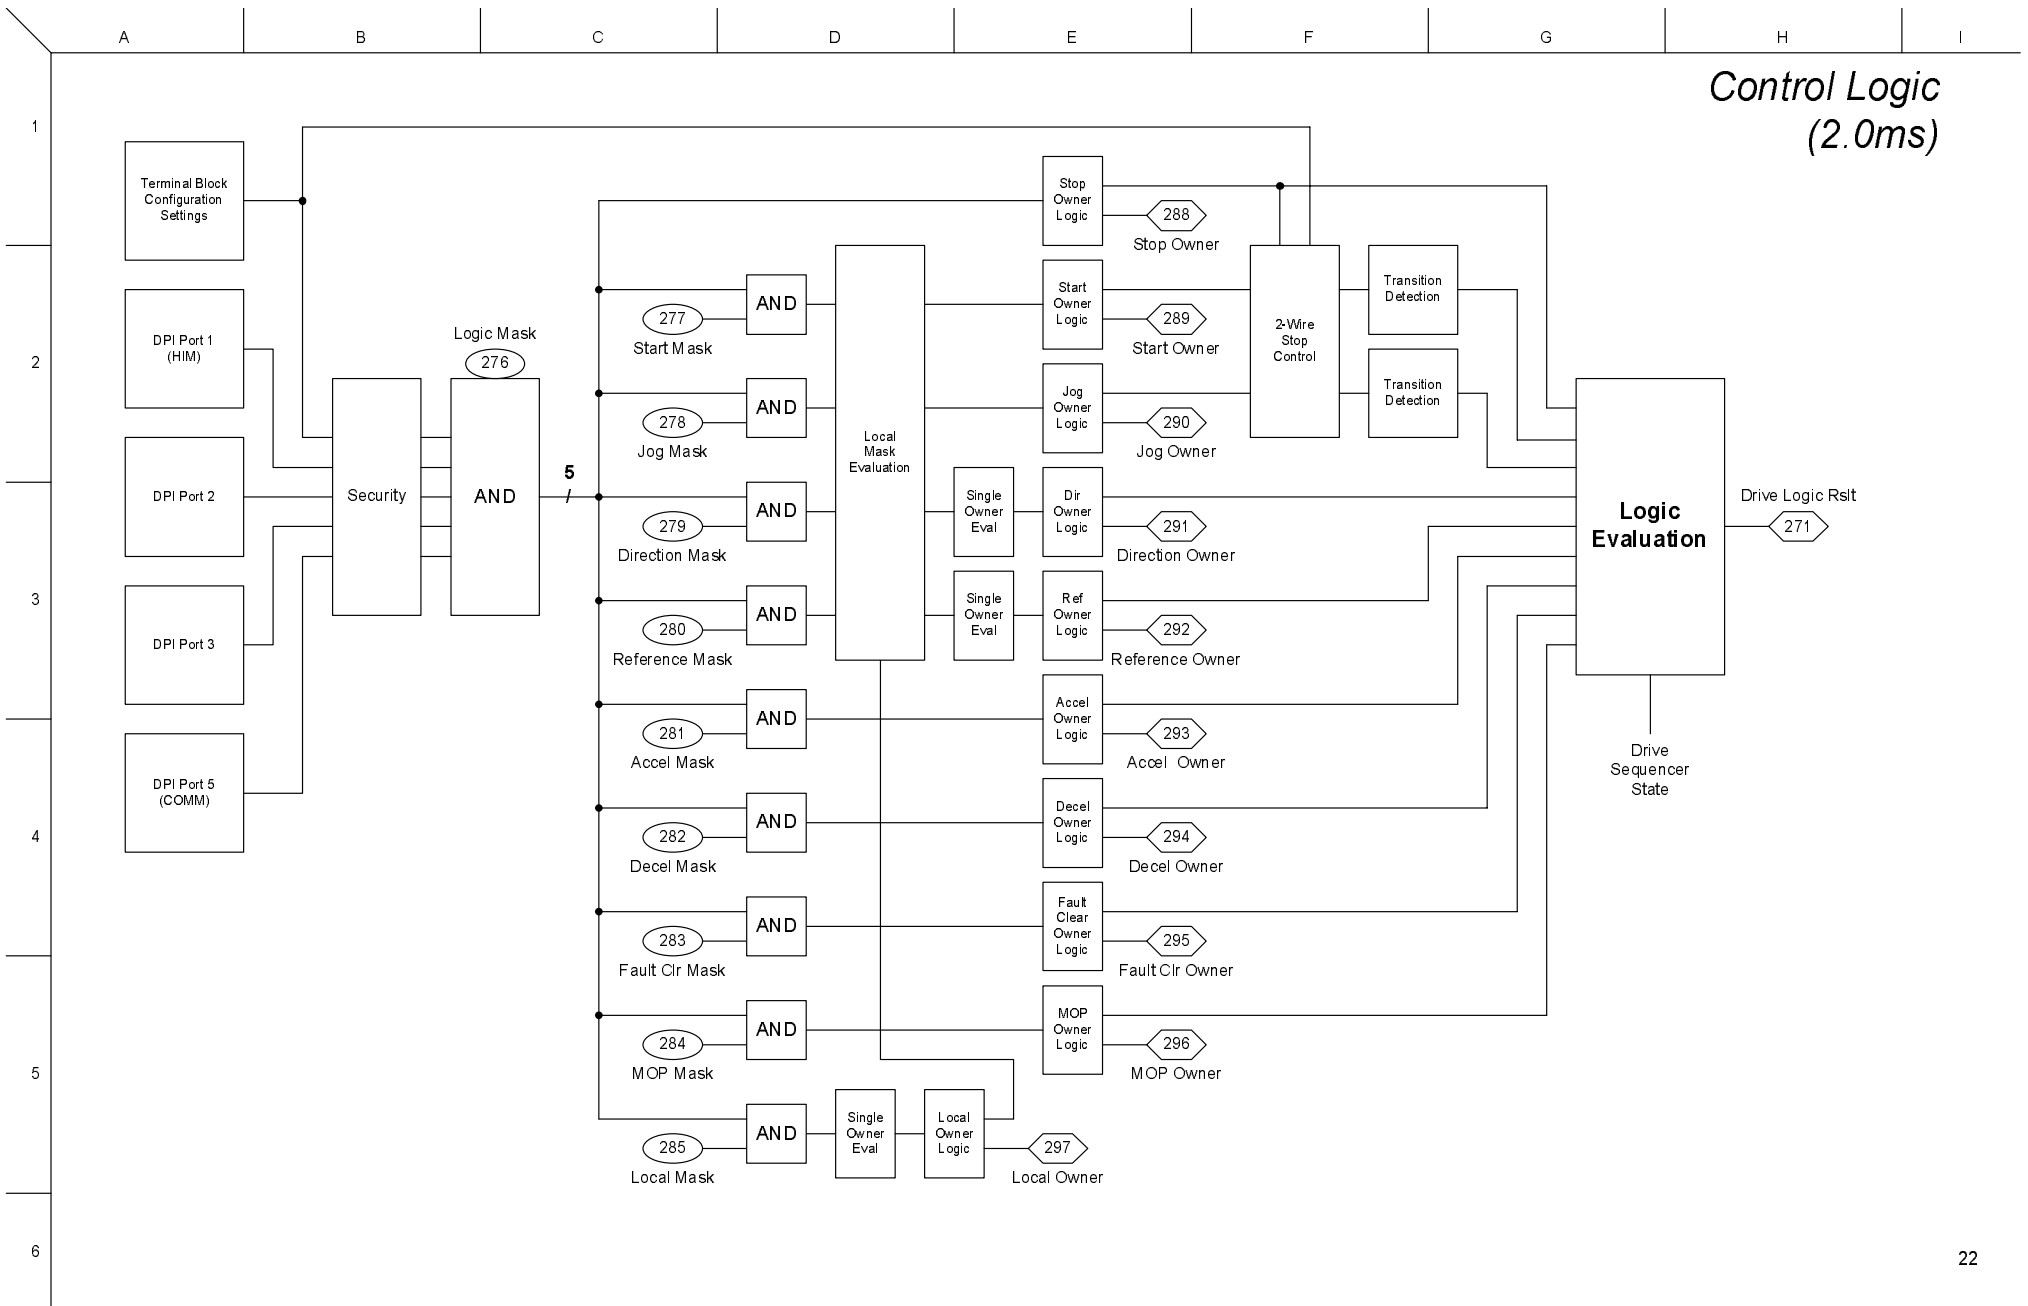 A B C D E F G H I
Control Logic
(2.0ms)
1
2
3
4
5
6
Terminal Block
Configuration
Settings
DPI Port 1
(HIM)
DPI Port 2
DPI Port 3
DPI Port 5
(COMM)
Security
Logic Mask
276
AND
5
/
277
Start Mask
AND
278
Jog Mask
AND
279
Direction Mask
AND
280
Reference Mask
AND
281
Accel Mask
AND
282
Decel Mask
AND
283
Fault Clr Mask
AND
284
MOP Mask
AND
285
Local Mask
AND
Local
Mask
Evaluation
Single
Owner
Eval
Local
Owner
Logic
297
Local Owner
Single
Owner
Eval
Single
Owner
Eval
Stop
Owner
Logic
288
Stop Owner
Start
Owner
Logic
289
Start Owner
Jog
Owner
Logic
290
Jog Owner
Dir
Owner
Logic
291
Direction Owner
Ref
Owner
Logic
292
Reference Owner
Accel
Owner
Logic
293
Accel Owner
Decel
Owner
Logic
294
Decel Owner
Fault
Clear
Owner
Logic
295
Fault Clr Owner
MOP
Owner
Logic
296
MOP Owner
2-Wire
Stop
Control
Transition
Detection
Transition
Detection
Logic
Evaluation
Drive Logic Rslt
271
Drive
Sequencer
State
22